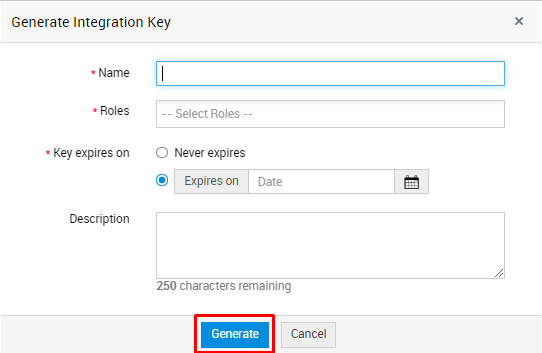 Generate Integration Key ×
* Name
* Roles -- Select Roles --
* Key expires on Never expires
Expires on Date
Description
250 characters remaining
Generate Cancel